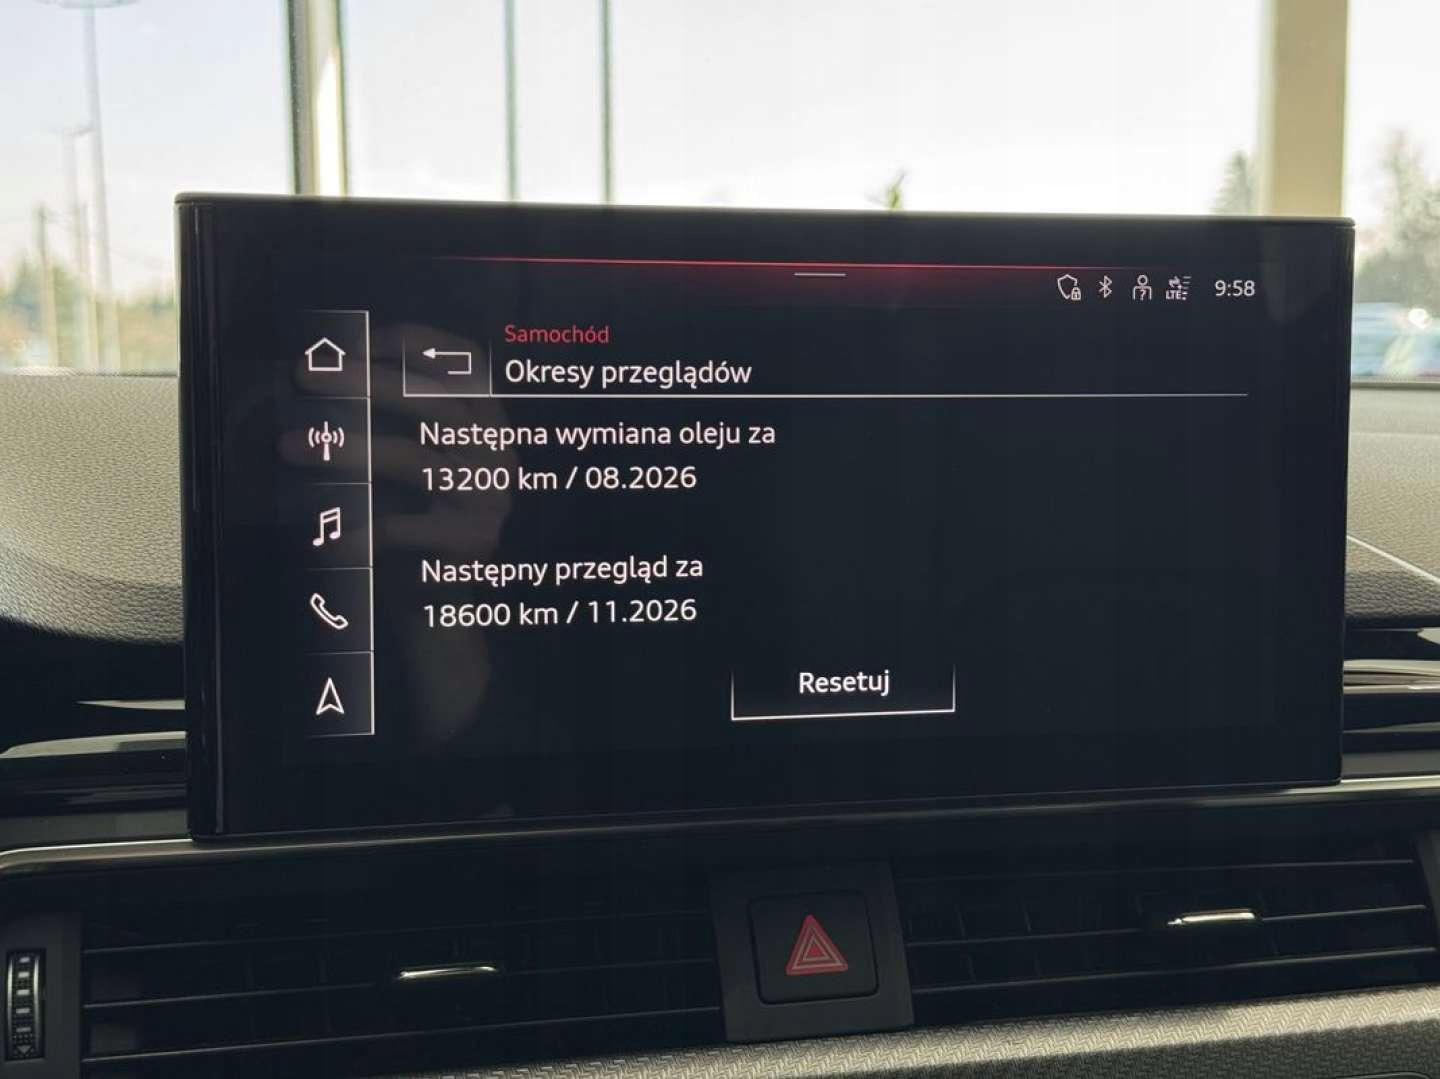 LTE
9:58
Samochód
Okresy przeglądów
Następna wymiana oleju za
13200 km / 08.2026
Następny przegląd za
18600 km / 11.2026
Resetuj